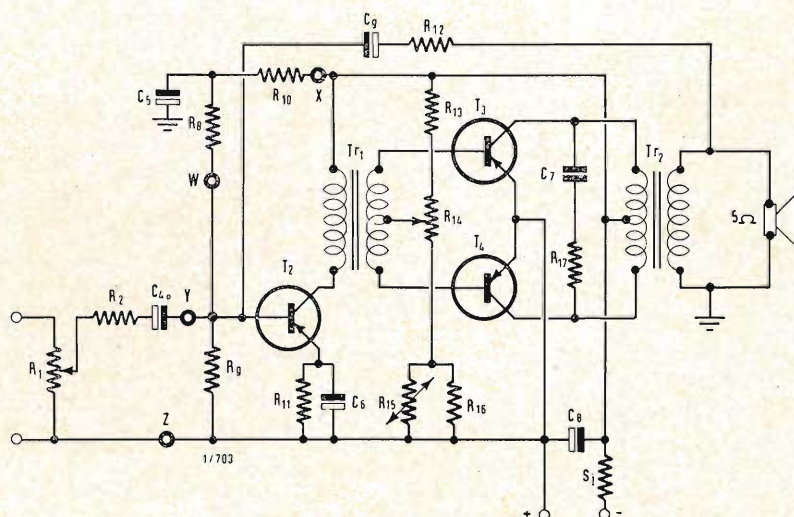 C9
R12
C5
R10
X
R8
R13
T3
Tr1
C7
Tr2
W
R14
5Ω
T4
T2
R17
R2
C4o
Y
R1
R9
R11
C6
R15
R16
C8
Z
1/703
Sj
+
-